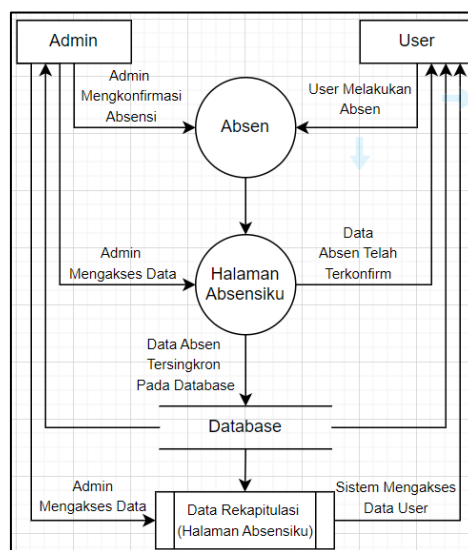 Admin
User
Admin
Mengkonfirmasi
Absensi
User Melakukan
Absen
Absen
Admin
Mengakses Data
Halaman
Absensiku
Data
Absen Telah
Terkonfirm
Data Absen
Tersingkron
Pada Database
Database
Admin
Mengakses Data
Data Rekapitulasi
(Halaman Absensiku)
Sistem Mengakses
Data User